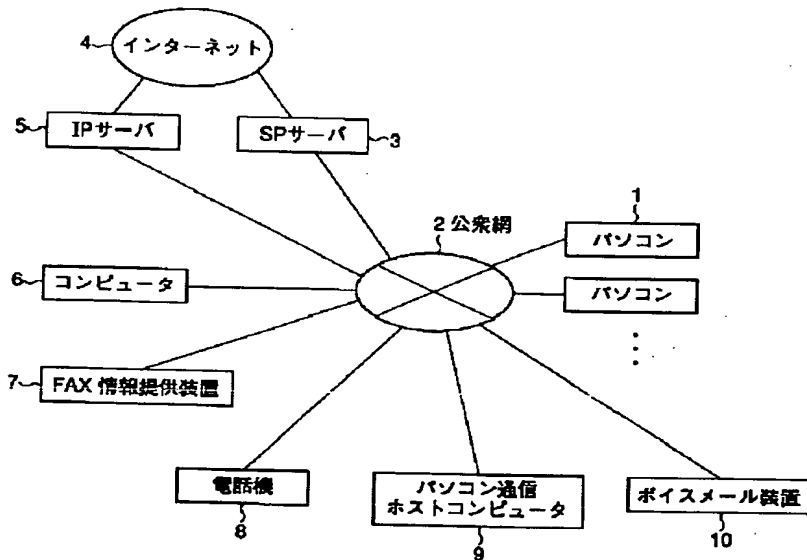 4 インターネット
5 IPサーバ
SPサーバ 3
1
2 公衆網
パソコン
6 コンピュータ
パソコン
7 FAX 情報提供装置
電話機
8
パソコン通信
ホストコンピュータ
9
ボイスメール装置
10